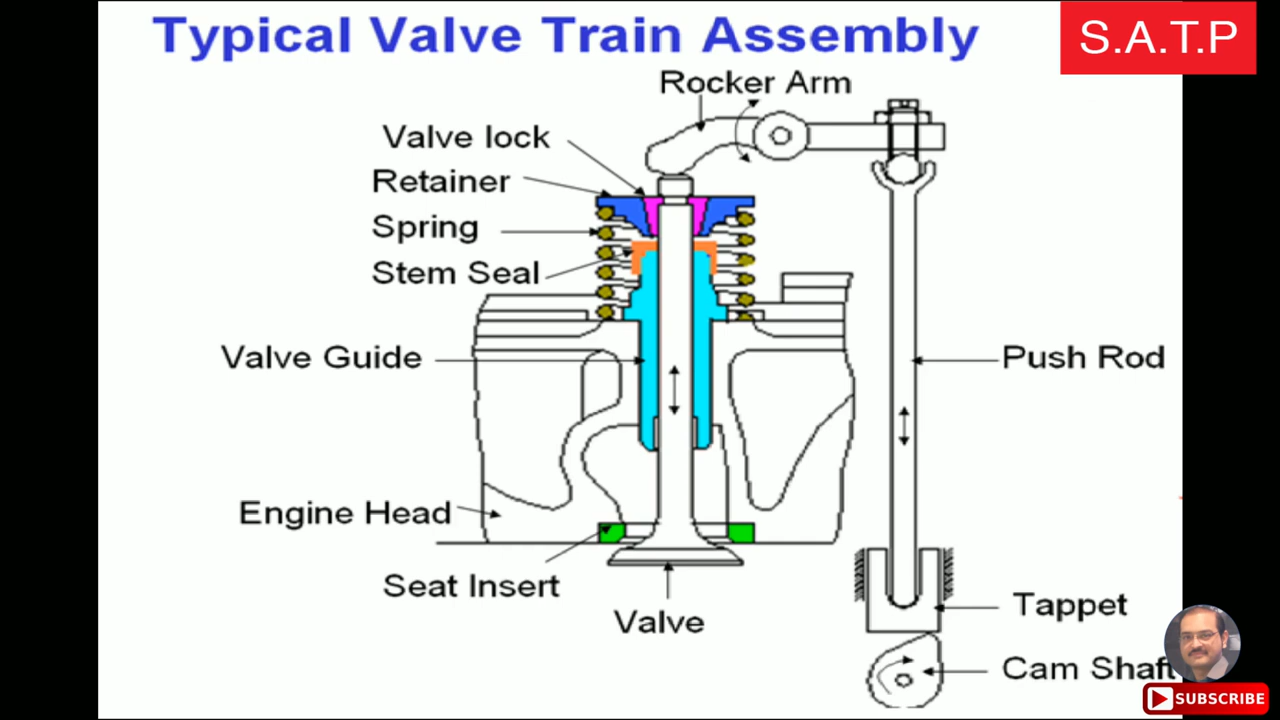 Typical Valve Train Assembly
S.A.T.P
Rocker Arm
Valve lock
Retainer
Spring
Stem Seal
Valve Guide
Push Rod
Engine Head
Seat Insert
Valve
Tappet
Cam Shaft
SUBSCRIBE